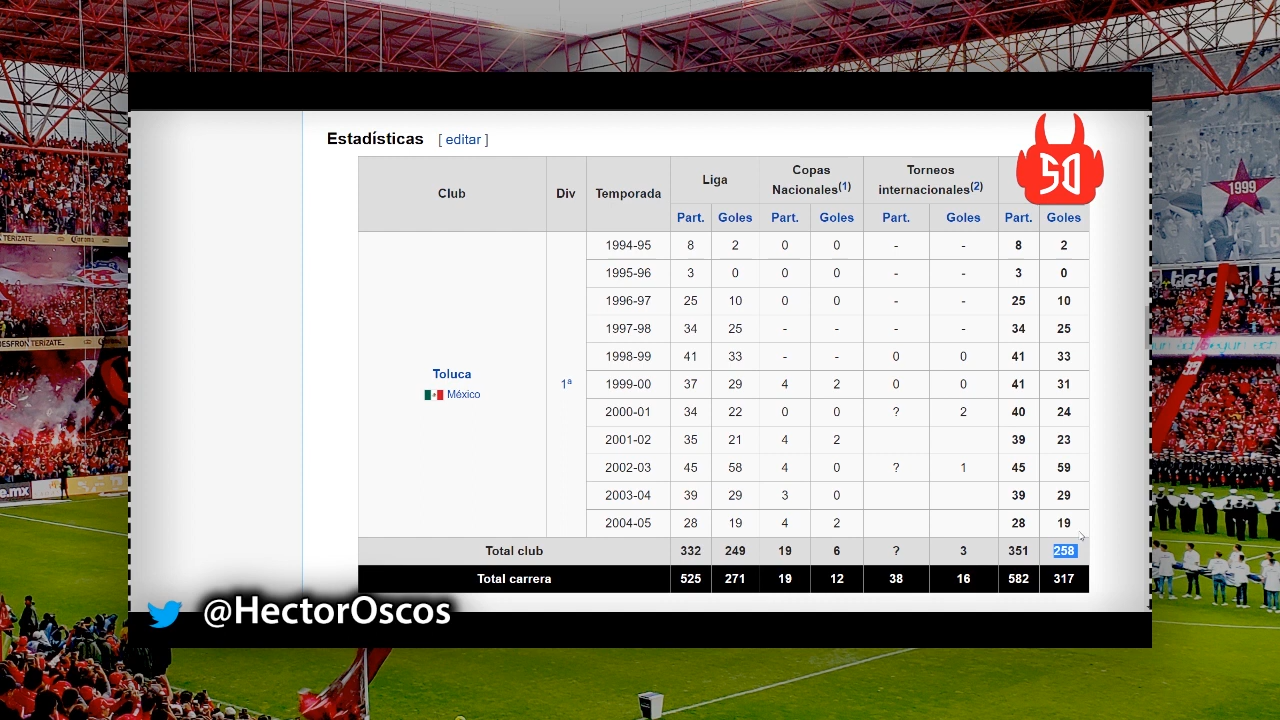 Estadísticas [ editar ]
Club Div Temporada Liga Copas Nacionales(1) Torneos internacionales(2)
Part. Goles Part. Goles Part. Goles Part. Goles
1994-95 8 2 0 0 - - 8 2
1995-96 3 0 0 0 - - 3 0
1996-97 25 10 0 0 - - 25 10
1997-98 34 25 - - - - 34 25
1998-99 41 33 - - 0 0 41 33
Toluca
México
1ª
1999-00 37 29 4 2 0 0 41 31
2000-01 34 22 0 0 ? 2 40 24
2001-02 35 21 4 2 39 23
2002-03 45 58 4 0 ? 1 45 59
2003-04 39 29 3 0 39 29
2004-05 28 19 4 2 28 19
Total club 332 249 19 6 ? 3 351 258
Total carrera 525 271 19 12 38 16 582 317
@HectorOscos
50
1999
TERÍZATE.
Corona
DESFRONTERIZATE.
e.mx
telcel